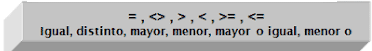 = , <> , > , < , >= , <=
Igual, distinto, mayor, menor, mayor o igual, menor o